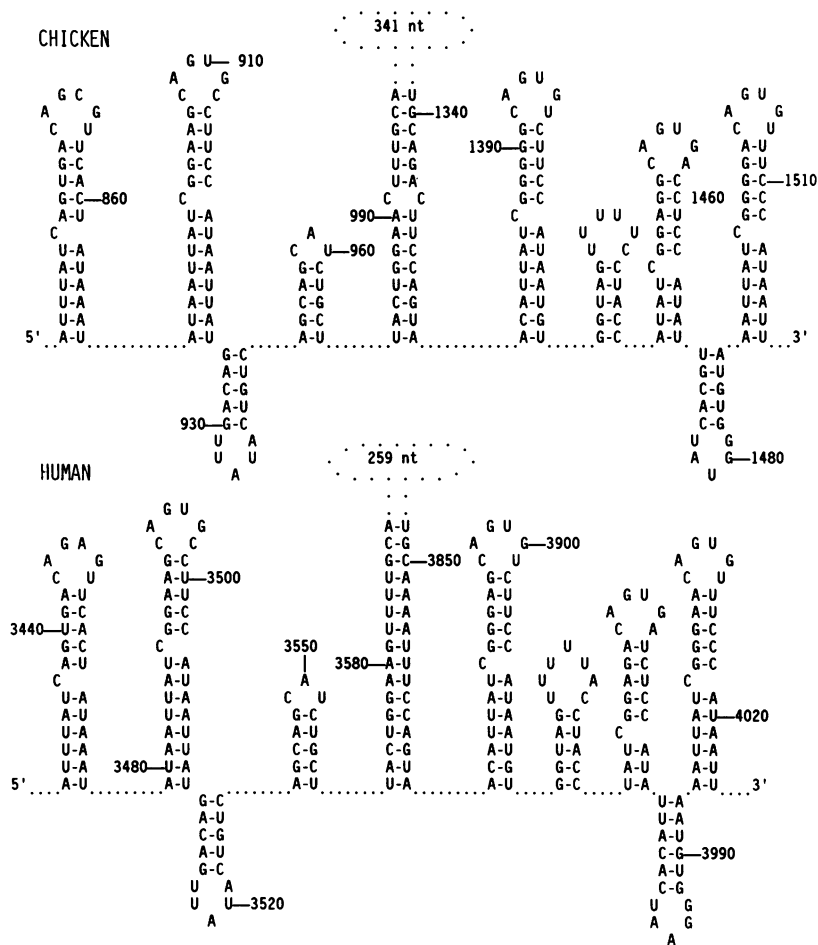 CHICKEN
341 nt
G U—910
A G G U
G C C C A-U A G G U
A G G-C C-G—1340 C U A G
C U A-U G-C G-C G U C U
A-U A-U C-A 1390—G-U A G A-U
G-C G-C U-G G-C C A G-U
U-A G-C U-A G-C G-C G-C—1510
G-C—860 C C C G-C G-C 1460 G-C
A-U U-A 990—A-U C U U A-U G-C
C A-U A A-U U-A U U G-C C
U-A U-A C U—960 G-C A-U U C G-C U-A
A-U A-U G-C G-C U-A G-C C A-U
U-A U-A A-U A-U A-U A-U U-A U-A
U-A A-U C-G U-G U-A U-A A-U A-U
A-U U-A G-C U-A C-G G-C U-A U-A
5' A-U A-U A-U U-A A-U G-C A-U A-U 3'
G-C U-A
A-U G-U
C-G C-G
A-U A-U
930—G-C C-G
U A U G
U U A G—1480
A U
HUMAN
259 nt
G U
A G A-U G U
G A C C C-G A G—3900 G U
A G G-C G-C—3850 C U A G
C U A-U—3500 U-A G-C C U
A-U A-U U-A A-U G U A-U
G-C G-C U-A G-U A G G-U
3440—U-A G-C U-A G-C C A G-C
G-C C 3550 G-U G-C U A-U G-C
A-U U-A 3580—A-U C U U G-C G-C
C A-U A A-U U-A U A A-U C
U-A U-A C U G-C A-U U C G-C U-A
A-U A-U G-C G-C U-A G-C G-C A-U—4020
U-A U-A A-U A-U A-U A-U C U-A
U-A A-U C-G U-G U-A U-A U-A A-U
5' A-U A-U G-C U-A A-U G-C A-U A-U 3'
3480—U-A
G-C U-A
A-U U-A
C-G A-U
A-U C-G—3990
G-C A-U
U A C-G
U U—3520 U G
A A G
A